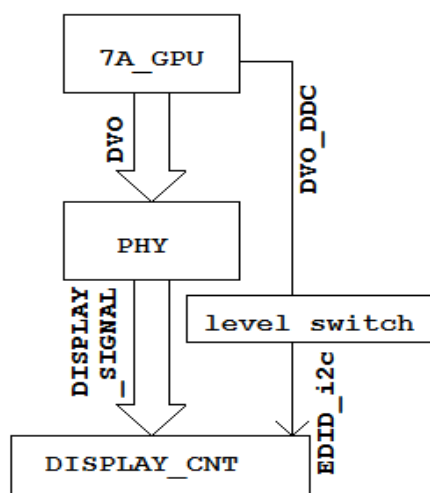 7A_GPU
DVO
DVO_DDC
PHY
DISPLAY
_SIGNAL
level switch
EDID_i2c
DISPLAY_CNT